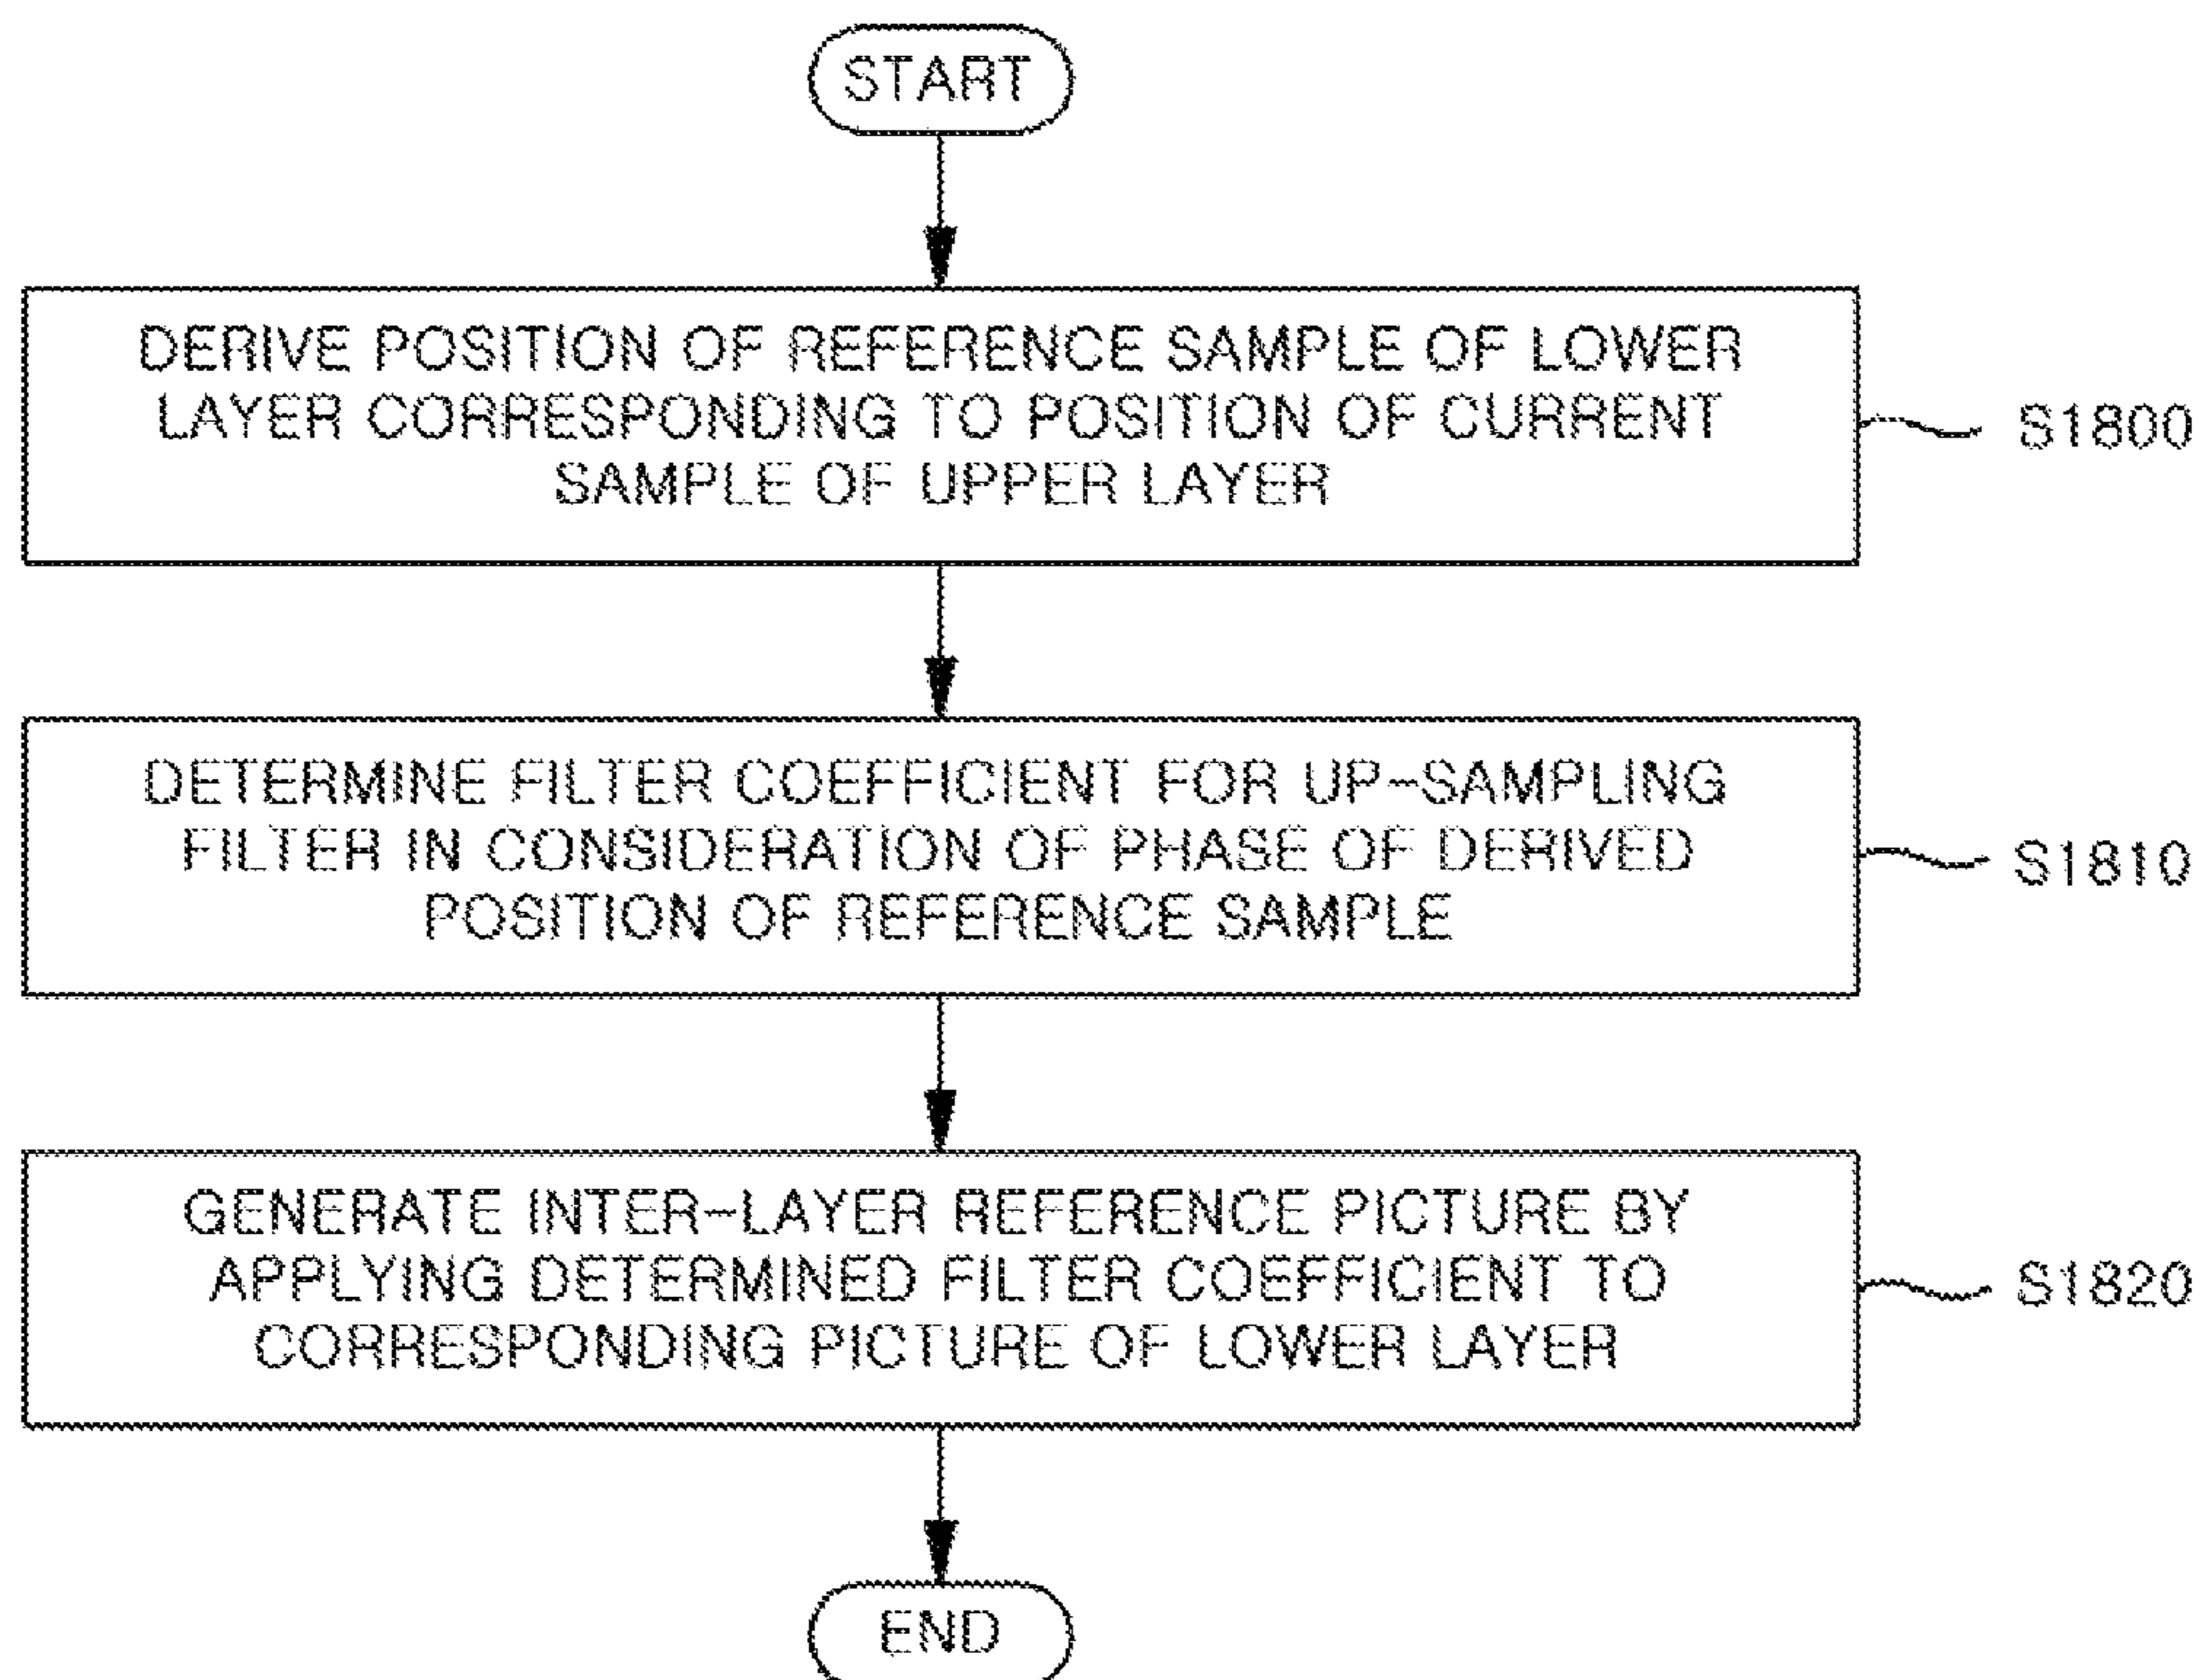 START
DERIVE POSITION OF REFERENCE SAMPLE OF LOWER
LAYER CORRESPONDING TO POSITION OF CURRENT
SAMPLE OF UPPER LAYER
S1800
DETERMINE FILTER COEFFICIENT FOR UP-SAMPLING
FILTER IN CONSIDERATION OF PHASE OF DERIVED
POSITION OF REFERENCE SAMPLE
S1810
GENERATE INTER-LAYER REFERENCE PICTURE BY
APPLYING DETERMINED FILTER COEFFICIENT TO
CORRESPONDING PICTURE OF LOWER LAYER
S1820
END